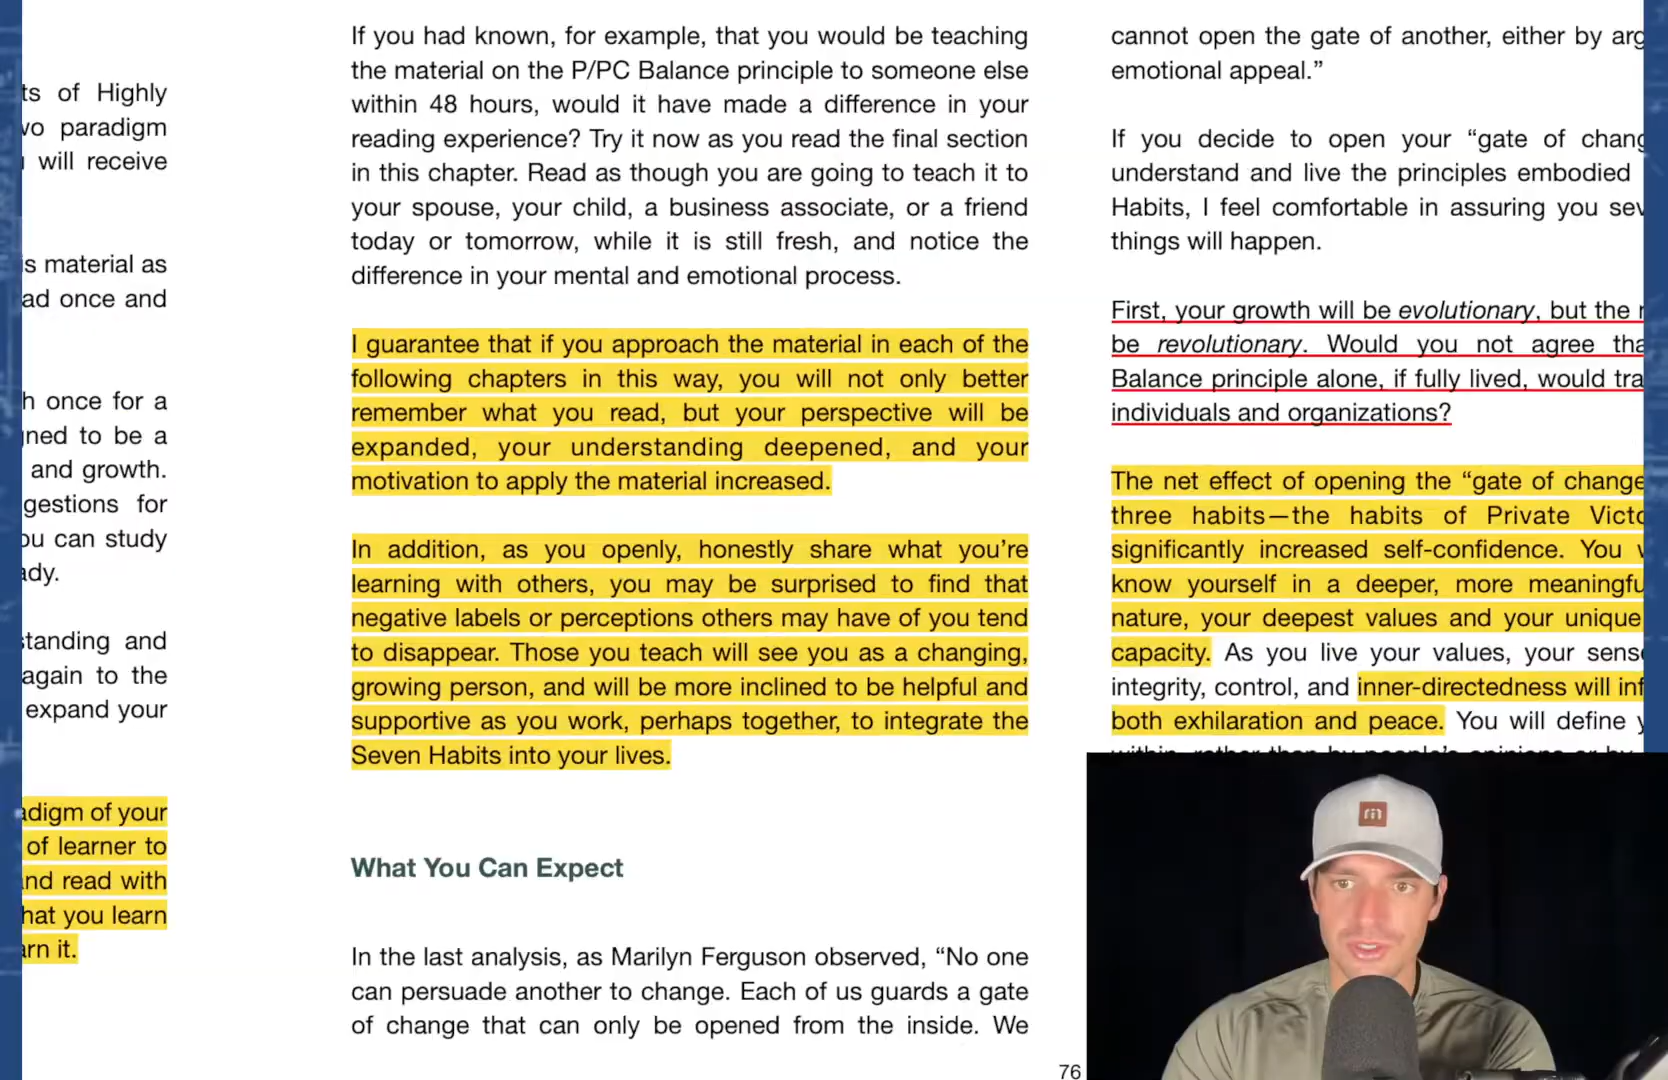 ts of Highly
wo paradigm
will receive
is material as
ad once and
h once for a
ned to be a
and growth.
gestions for
ou can study
ady.
standing and
again to the
expand your
adigm of your
of learner to
and read with
hat you learn
arn it.
If you had known, for example, that you would be teaching
the material on the P/PC Balance principle to someone else
within 48 hours, would it have made a difference in your
reading experience? Try it now as you read the final section
in this chapter. Read as though you are going to teach it to
your spouse, your child, a business associate, or a friend
today or tomorrow, while it is still fresh, and notice the
difference in your mental and emotional process.
I guarantee that if you approach the material in each of the
following chapters in this way, you will not only better
remember what you read, but your perspective will be
expanded, your understanding deepened, and your
motivation to apply the material increased.
In addition, as you openly, honestly share what you’re
learning with others, you may be surprised to find that
negative labels or perceptions others may have of you tend
to disappear. Those you teach will see you as a changing,
growing person, and will be more inclined to be helpful and
supportive as you work, perhaps together, to integrate the
Seven Habits into your lives.
What You Can Expect
In the last analysis, as Marilyn Ferguson observed, “No one
can persuade another to change. Each of us guards a gate
of change that can only be opened from the inside. We
76
cannot open the gate of another, either by arg
emotional appeal.”
If you decide to open your “gate of chang
understand and live the principles embodied
Habits, I feel comfortable in assuring you sev
things will happen.
First, your growth will be evolutionary, but the
be revolutionary. Would you not agree tha
Balance principle alone, if fully lived, would tra
individuals and organizations?
The net effect of opening the “gate of change
three habits—the habits of Private Victo
significantly increased self-confidence. You
know yourself in a deeper, more meaningfu
nature, your deepest values and your unique
capacity. As you live your values, your sens
integrity, control, and inner-directedness will inf
both exhilaration and peace. You will define
within, rather than by people’s opinions or by